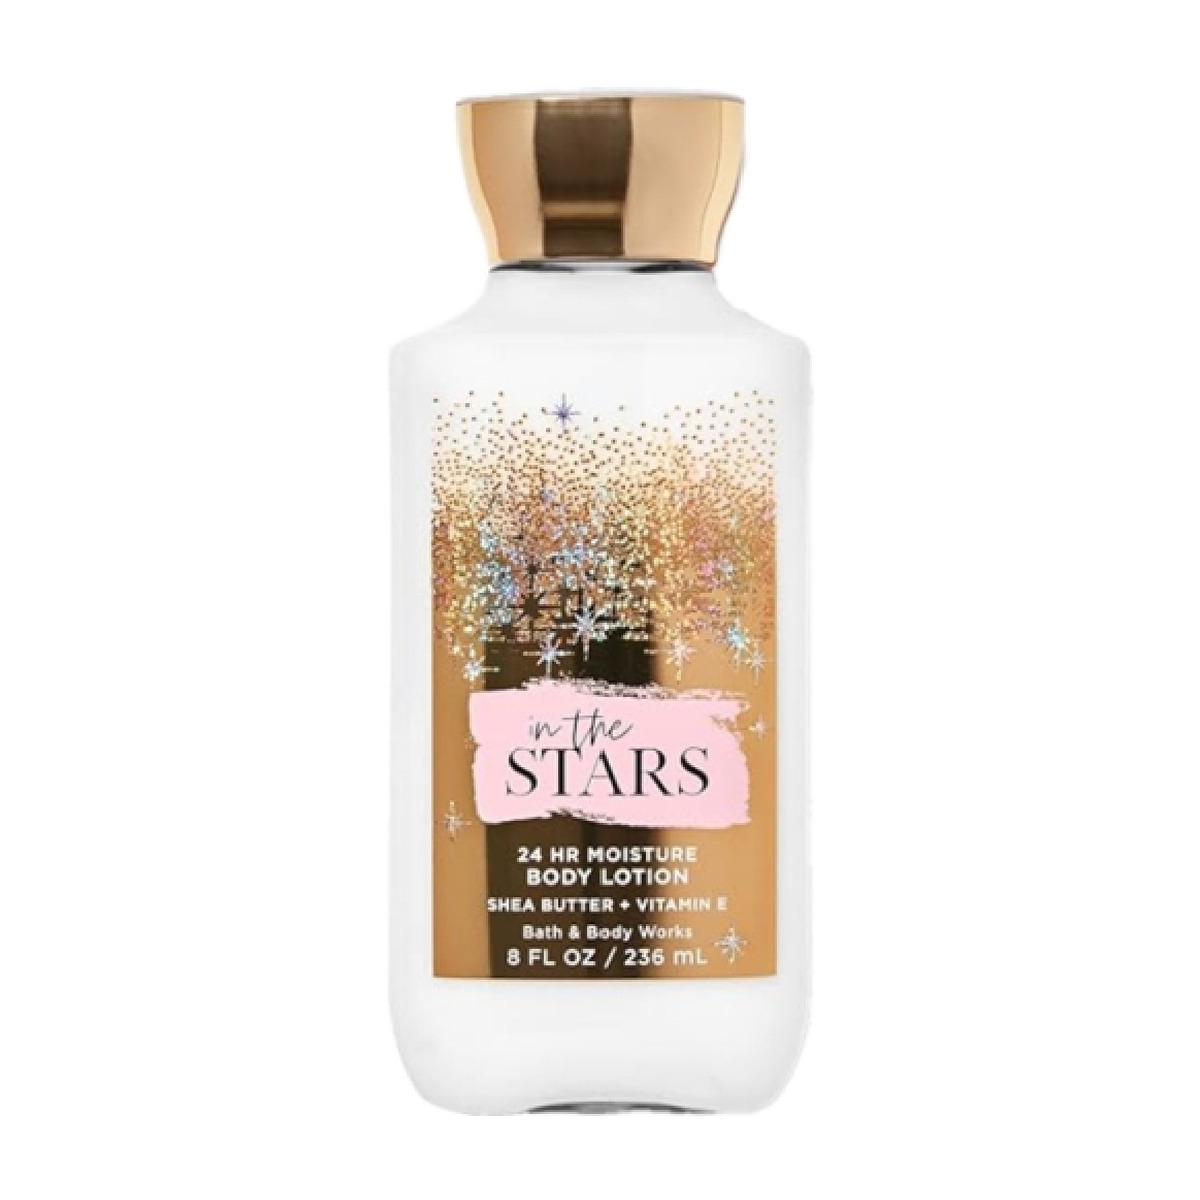 in the
STARS
24 HR MOISTURE
BODY LOTION
SHEA BUTTER + VITAMIN E
Bath & Body Works
8 FL OZ / 236 mL